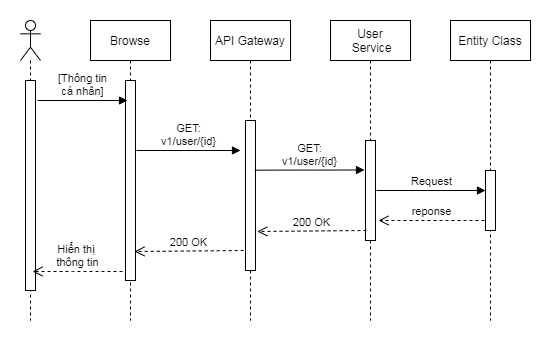 Browse
API Gateway
User
Service
Entity Class
[Thông tin
cá nhân]
GET:
v1/user/{id}
GET:
v1/user/{id}
Request
reponse
200 OK
200 OK
Hiển thị
thông tin